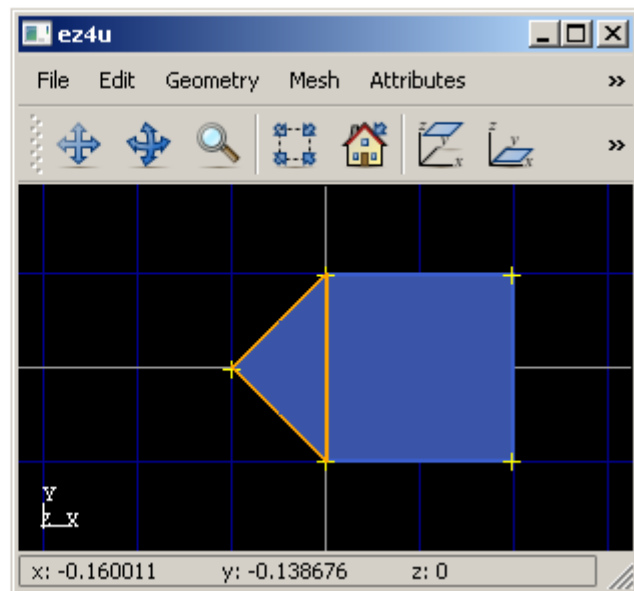 ez4u
File Edit Geometry Mesh Attributes »
z y x z y x »
Y
z x
x: -0.160011 y: -0.138676 z: 0